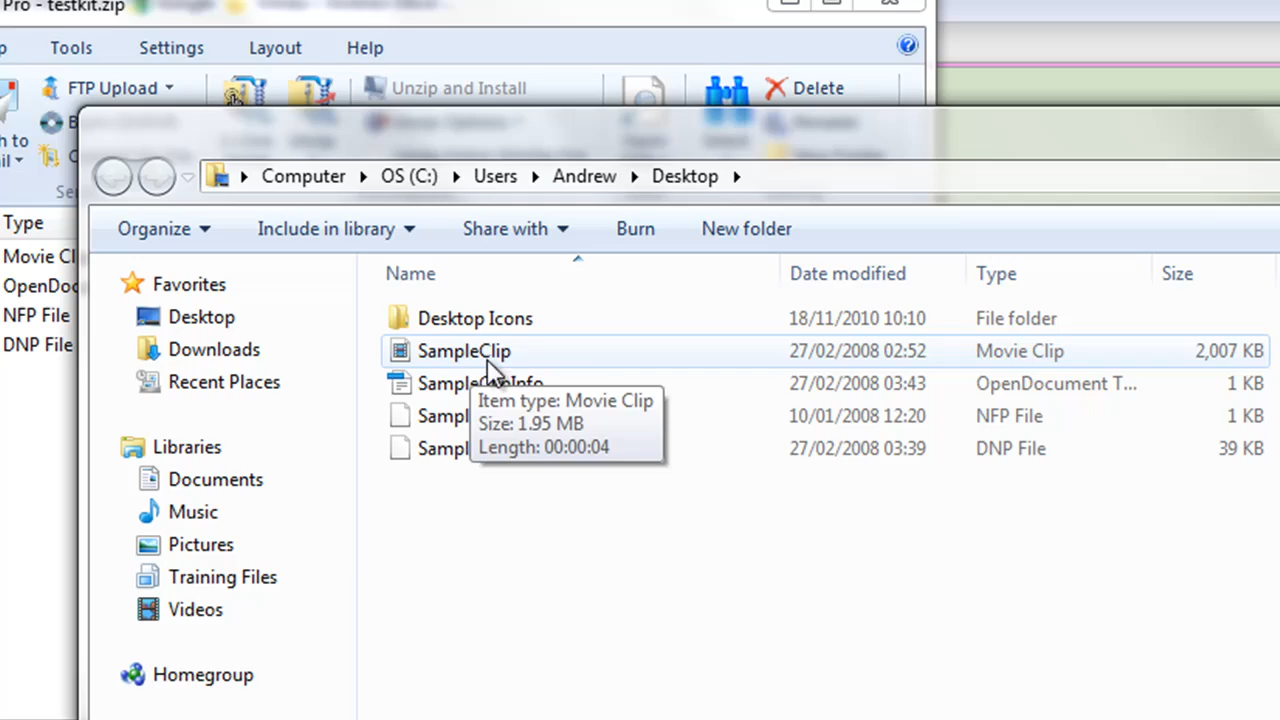 Pro - testkit.zip
Tools Settings Layout Help
FTP Upload Unzip and Install Delete
Computer OS (C:) Users Andrew Desktop
Organize Include in library Share with Burn New folder
Type
Movie Cl
OpenDoc
NFP File
DNP File
Favorites
Desktop
Downloads
Recent Places
Libraries
Documents
Music
Pictures
Training Files
Videos
Homegroup
Name Date modified Type Size
Desktop Icons 18/11/2010 10:10 File folder
SampleClip 27/02/2008 02:52 Movie Clip 2,007 KB
27/02/2008 03:43 OpenDocument T... 1 KB
Sampl 10/01/2008 12:20 NFP File 1 KB
Sampl 27/02/2008 03:39 DNP File 39 KB
Item type: Movie Clip
Size: 1.95 MB
Length: 00:00:04